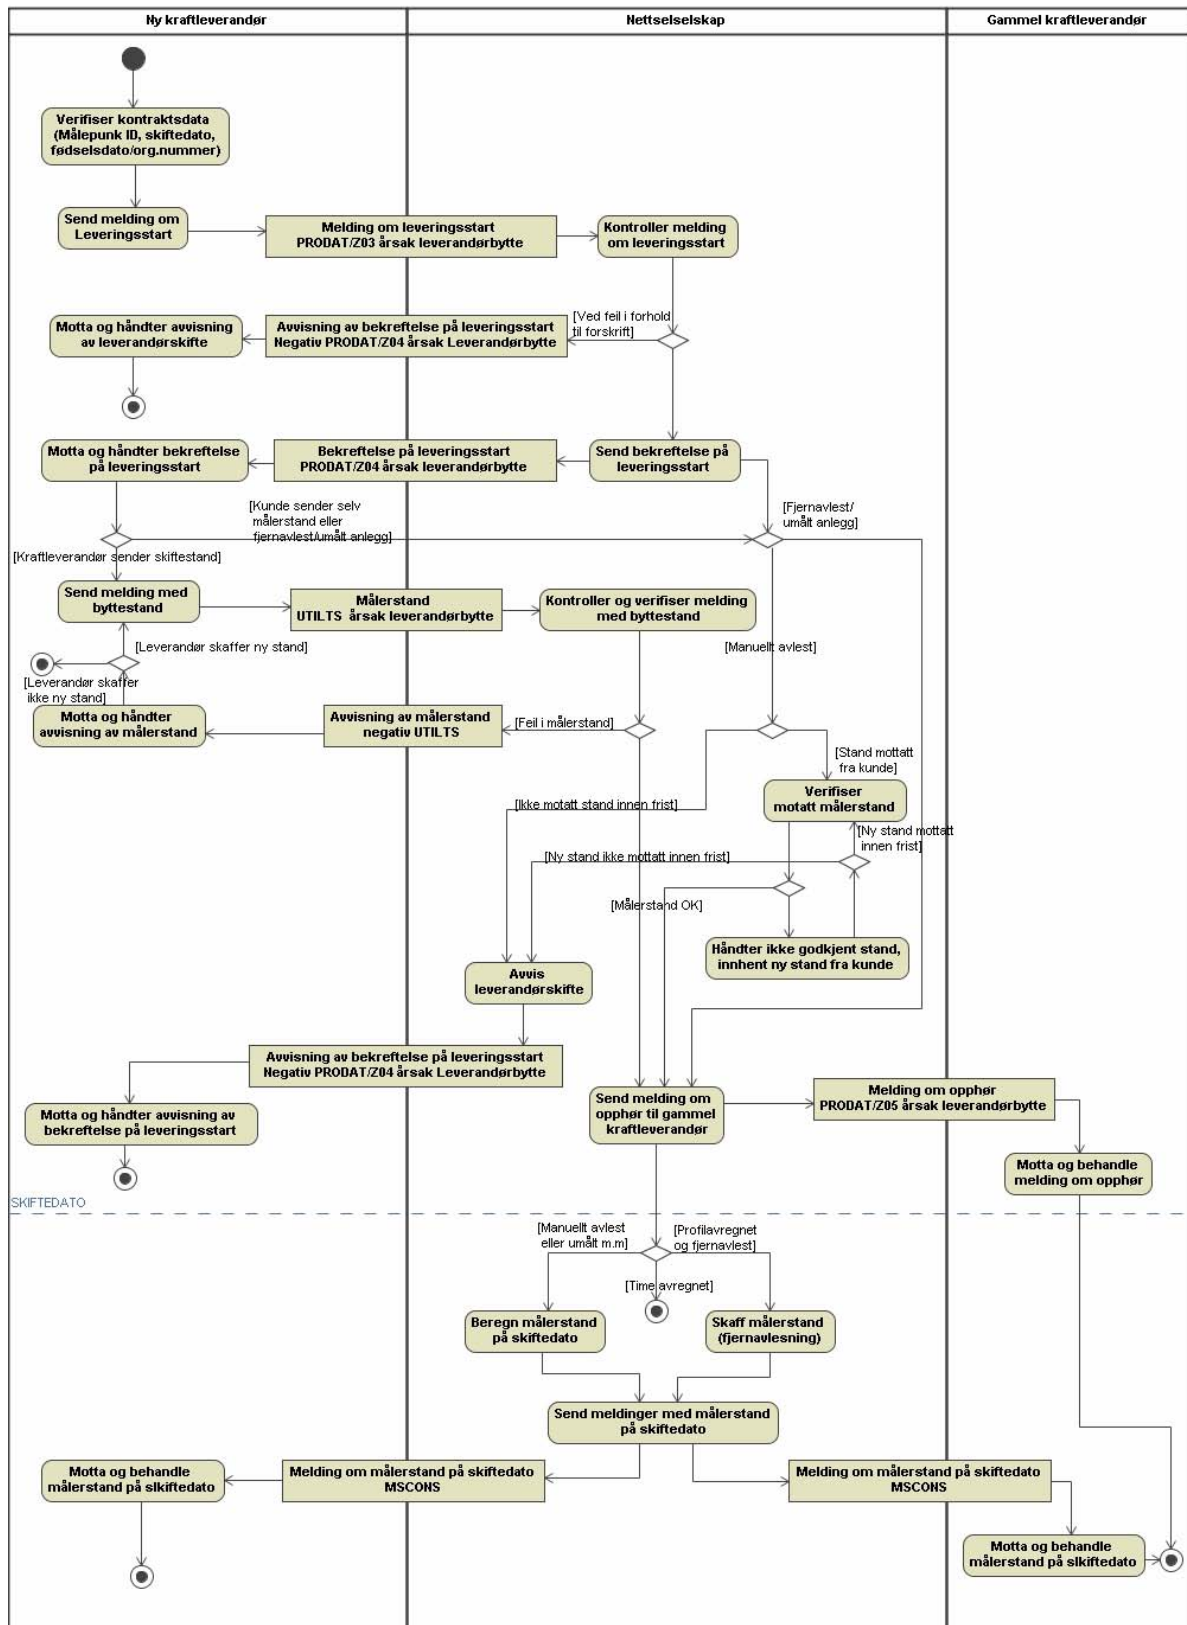 Ny kraftleverandør
Nettselselskap
Gammel kraftleverandør
Verifiser kontraktsdata
(Målepunk ID, skiftedato,
fødselsdato/org.nummer)
Send melding om
Leveringsstart
Melding om leveringsstart
PRODAT/Z03 årsak leverandørbytte
Kontroller melding
om leveringsstart
[Ved feil i forhold
til forskrift]
Avvisning av bekreftelse på leveringsstart
Negativ PRODAT/Z04 årsak Leverandørbytte
Motta og håndter avvisning
av leverandørskifte
Motta og håndter bekreftelse
på leveringsstart
Bekreftelse på leveringsstart
PRODAT/Z04 årsak leverandørbytte
Send bekreftelse på
leveringsstart
[Kunde sender selv
målerstand eller
fjernavlest/umålt anlegg]
[Fjernavlest/
umålt anlegg]
[Kraftleverandør sender skiftestand]
Send melding med
byttestand
Målerstand
UTILTS årsak leverandørbytte
Kontroller og verifiser melding
med byttestand
[Leverandør skaffer ny stand]
[Manuellt avlest]
[Leverandør skaffer
ikke ny stand]
Motta og håndter
avvisning av målerstand
Avvisning av målerstand
negativ UTILTS
[Feil i målerstand]
[Stand mottatt
fra kunde]
Verifiser
motatt målerstand
[Ikke motatt stand innen frist]
[Ny stand mottatt
innen frist]
[Ny stand ikke mottatt innen frist]
[Målerstand OK]
Håndter ikke godkjent stand,
innhent ny stand fra kunde
Avvis
leverandørskifte
Avvisning av bekreftelse på leveringsstart
Negativ PRODAT/Z04 årsak Leverandørbytte
Motta og håndter avvisning av
bekreftelse på leveringsstart
Send melding om
opphør til gammel
kraftleverandør
Melding om opphør
PRODAT/Z05 årsak leverandørbytte
Motta og behandle
melding om opphør
SKIFTEDATO
[Manuellt avlest
eller umålt m.m]
[Profilavregnet
og fjernavlest]
[Time avregnet]
Beregn målerstand
på skiftedato
Skaff målerstand
(fjernavlesning)
Send meldinger med målerstand
på skiftedato
Motta og behandle
målerstand på slkiftedato
Melding om målerstand på skiftedato
MSCONS
Melding om målerstand på skiftedato
MSCONS
Motta og behandle
målerstand på slkiftedato